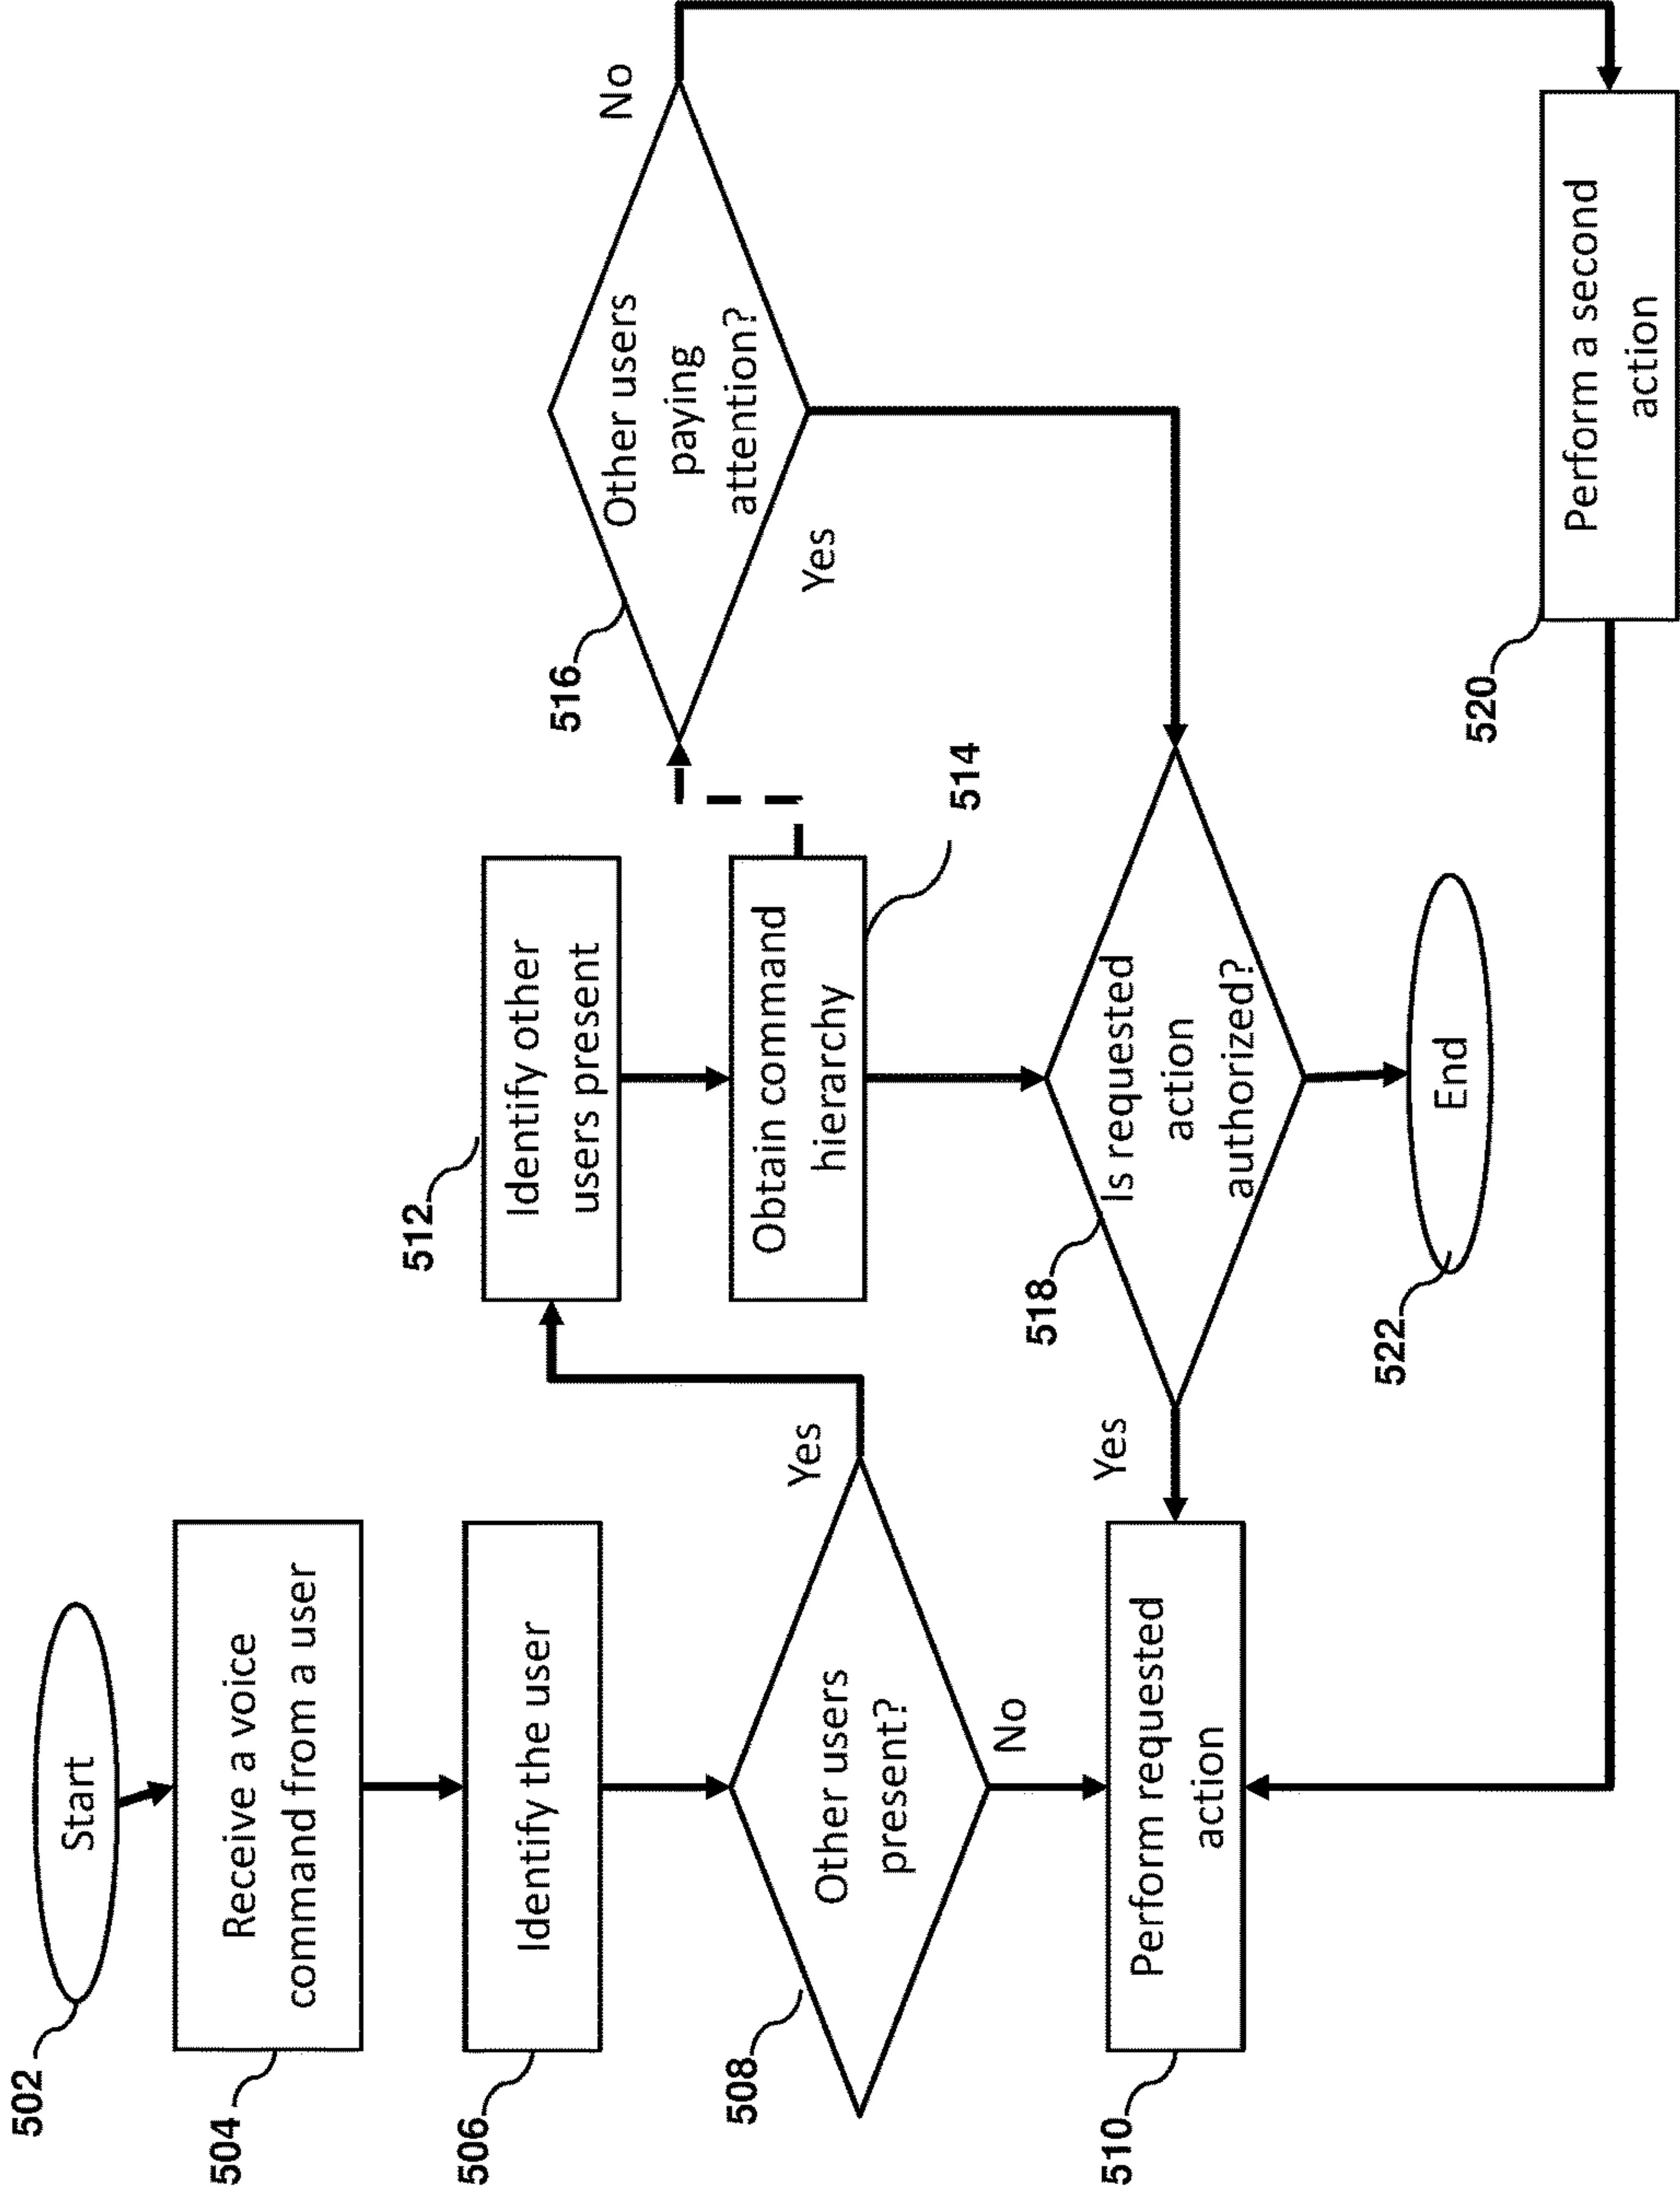 502
Start
504
Receive a voice
command from a user
506
Identify the user
508
Other users
present?
Yes
No
510
Perform requested
action
512
Identify other
users present
Obtain command
hierarchy
514
516
Other users
paying
attention?
Yes
No
518
Is requested
action
authorized?
Yes
522
End
520
Perform a second
action